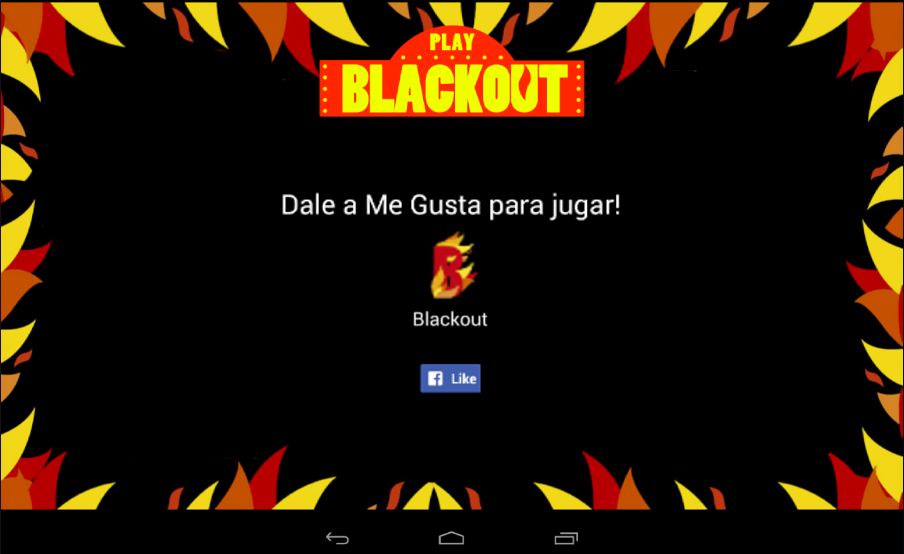 PLAY
BLACKOUT
Dale a Me Gusta para jugar!
B
Blackout
f Like